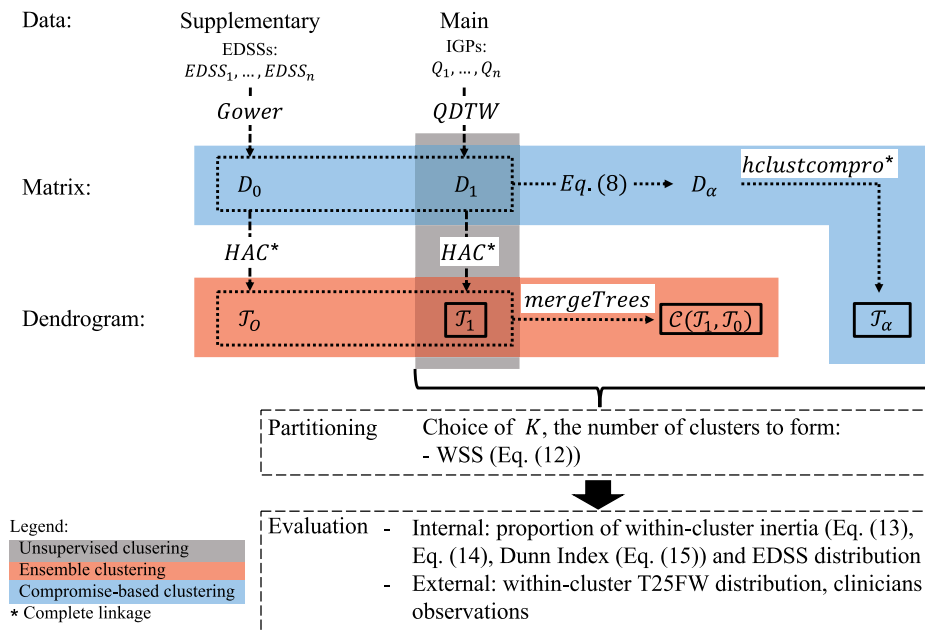 Data:
Supplementary
Main
EDSSs:
IGPs:
EDSS₁, ..., EDSSₙ
Q₁, ..., Qₙ
Gower
QDTW
Matrix:
D₀
D₁
Eq. (8)
D_α
hclustcompro*
HAC*
HAC*
Dendrogram:
𝒯_O
𝒯₁
mergeTrees
𝒞(𝒯₁, 𝒯₀)
𝒯_α
Partitioning
Choice of K, the number of clusters to form:
- WSS (Eq. (12))
Evaluation
- Internal: proportion of within-cluster inertia (Eq. (13),
Eq. (14), Dunn Index (Eq. (15)) and EDSS distribution
- External: within-cluster T25FW distribution, clinicians
observations
Legend:
Unsupervised clusering
Ensemble clustering
Compromise-based clustering
* Complete linkage